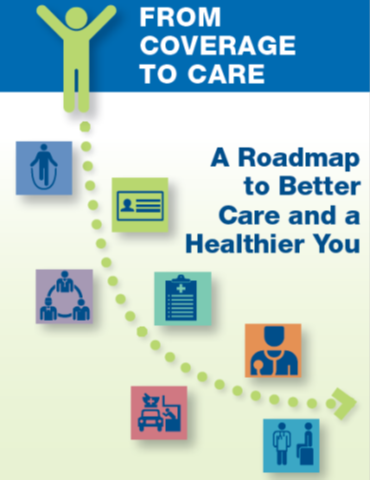 FROM
COVERAGE
TO CARE
A Roadmap
to Better
Care and a
Healthier You